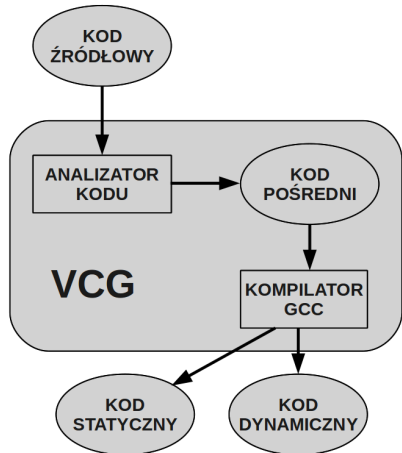 KOD
ŹRÓDŁOWY
ANALIZATOR
KODU
KOD
POŚREDNI
VCG
KOMPILATOR
GCC
KOD
STATYCZNY
KOD
DYNAMICZNY